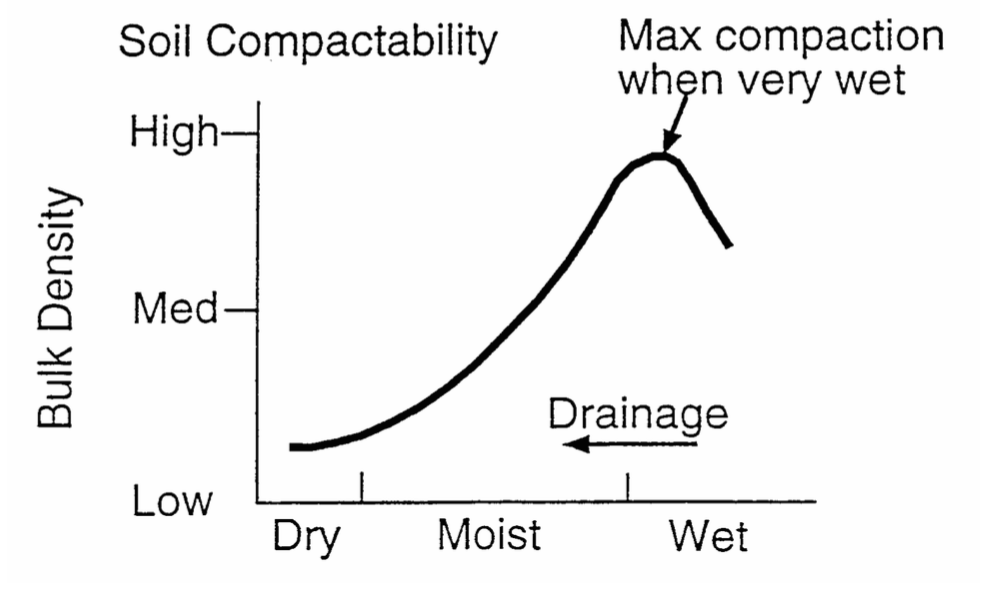 Soil Compactability
Max compaction
when very wet
High
Med
Low
Bulk Density
Drainage
Dry
Moist
Wet